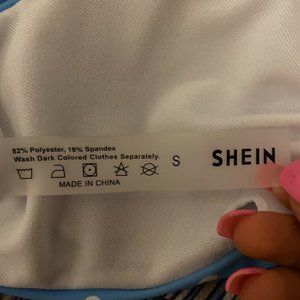 82% Polyester, 18% Spandex
Wash Dark Colored Clothes Separately.
S
SHEIN
MADE IN CHINA